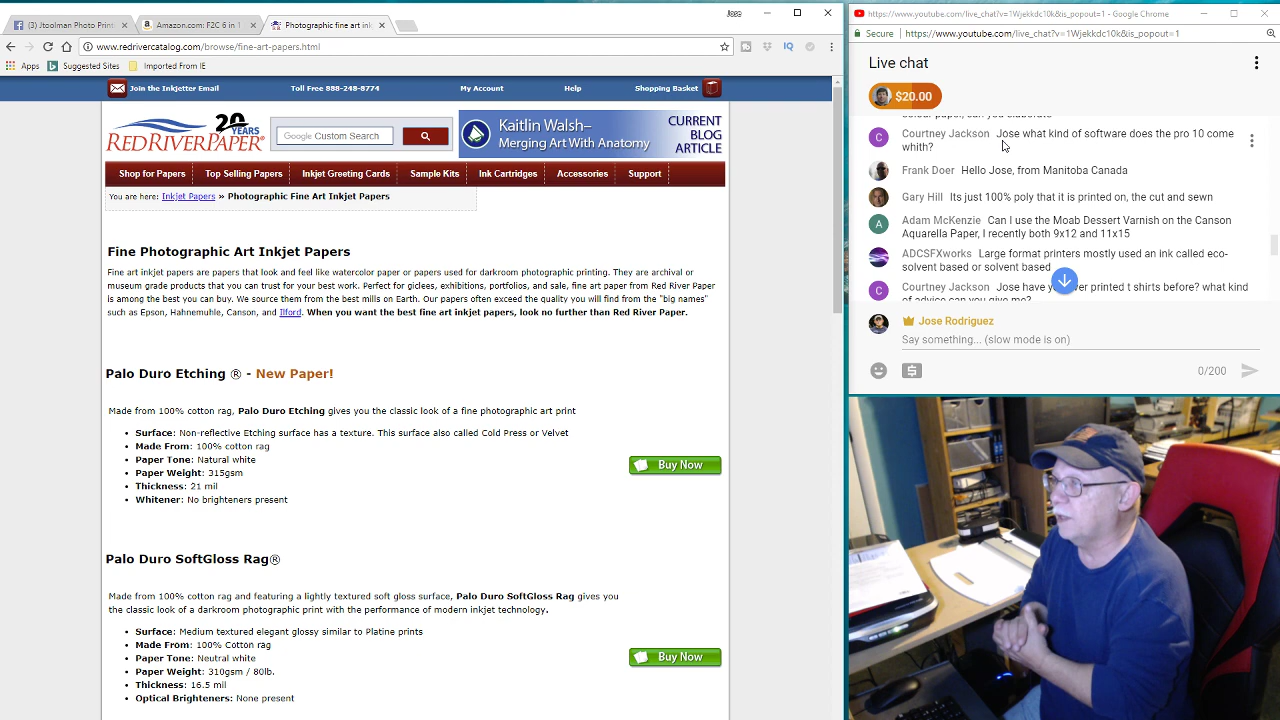 (3) Jtoolman Photo Print
Amazon.com: F2C 6 in 1
Photographic fine art ink
Jose
www.redrivercatalog.com/browse/fine-art-papers.html
IQ
Apps
Suggested Sites
Imported From IE
Join the Inkjetter Email
Toll Free 888-248-8774
My Account
Help
Shopping Basket
20
YEARS
RED RIVER PAPER
Google Custom Search
Kaitlin Walsh–
Merging Art With Anatomy
CURRENT
BLOG
ARTICLE
Shop for Papers
Top Selling Papers
Inkjet Greeting Cards
Sample Kits
Ink Cartridges
Accessories
Support
You are here: Inkjet Papers » Photographic Fine Art Inkjet Papers
Fine Photographic Art Inkjet Papers
Fine art inkjet papers are papers that look and feel like watercolor paper or papers used for darkroom photographic printing. They are archival or
museum grade products that you can trust for your best work. Perfect for giclees, exhibitions, portfolios, and sale, fine art paper from Red River Paper
is among the best you can buy. We source them from the best mills on Earth. Our papers often exceed the quality you will find from the "big names"
such as Epson, Hahnemuhle, Canson, and Ilford. When you want the best fine art inkjet papers, look no further than Red River Paper.
Palo Duro Etching ® - New Paper!
Made from 100% cotton rag, Palo Duro Etching gives you the classic look of a fine photographic art print
• Surface: Non-reflective Etching surface has a texture. This surface also called Cold Press or Velvet
• Made From: 100% cotton rag
• Paper Tone: Natural white
• Paper Weight: 315gsm
• Thickness: 21 mil
• Whitener: No brighteners present
Buy Now
Palo Duro SoftGloss Rag®
Made from 100% cotton rag and featuring a lightly textured soft gloss surface, Palo Duro SoftGloss Rag gives you
the classic look of a darkroom photographic print with the performance of modern inkjet technology.
• Surface: Medium textured elegant glossy similar to Platine prints
• Made From: 100% Cotton rag
• Paper Tone: Neutral white
• Paper Weight: 310gsm / 80lb.
• Thickness: 16.5 mil
• Optical Brighteners: None present
Buy Now
https://www.youtube.com/live_chat?v=1Wjekkdc10k&is_popout=1 - Google Chrome
Secure
https://www.youtube.com/live_chat?v=1Wjekkdc10k&is_popout=1
Live chat
$20.00
C
Courtney Jackson Jose what kind of software does the pro 10 come
whith?
Frank Doer Hello Jose, from Manitoba Canada
Gary Hill Its just 100% poly that it is printed on, the cut and sewn
A
Adam McKenzie Can I use the Moab Dessert Varnish on the Canson
Aquarella Paper, I recently both 9x12 and 11x15
ADCSFXworks Large format printers mostly used an ink called eco-
solvent based or solvent based
C
Courtney Jackson Jose have you printed t shirts before? what kind
of advice can you give me?
Jose Rodriguez
Say something... (slow mode is on)
0/200